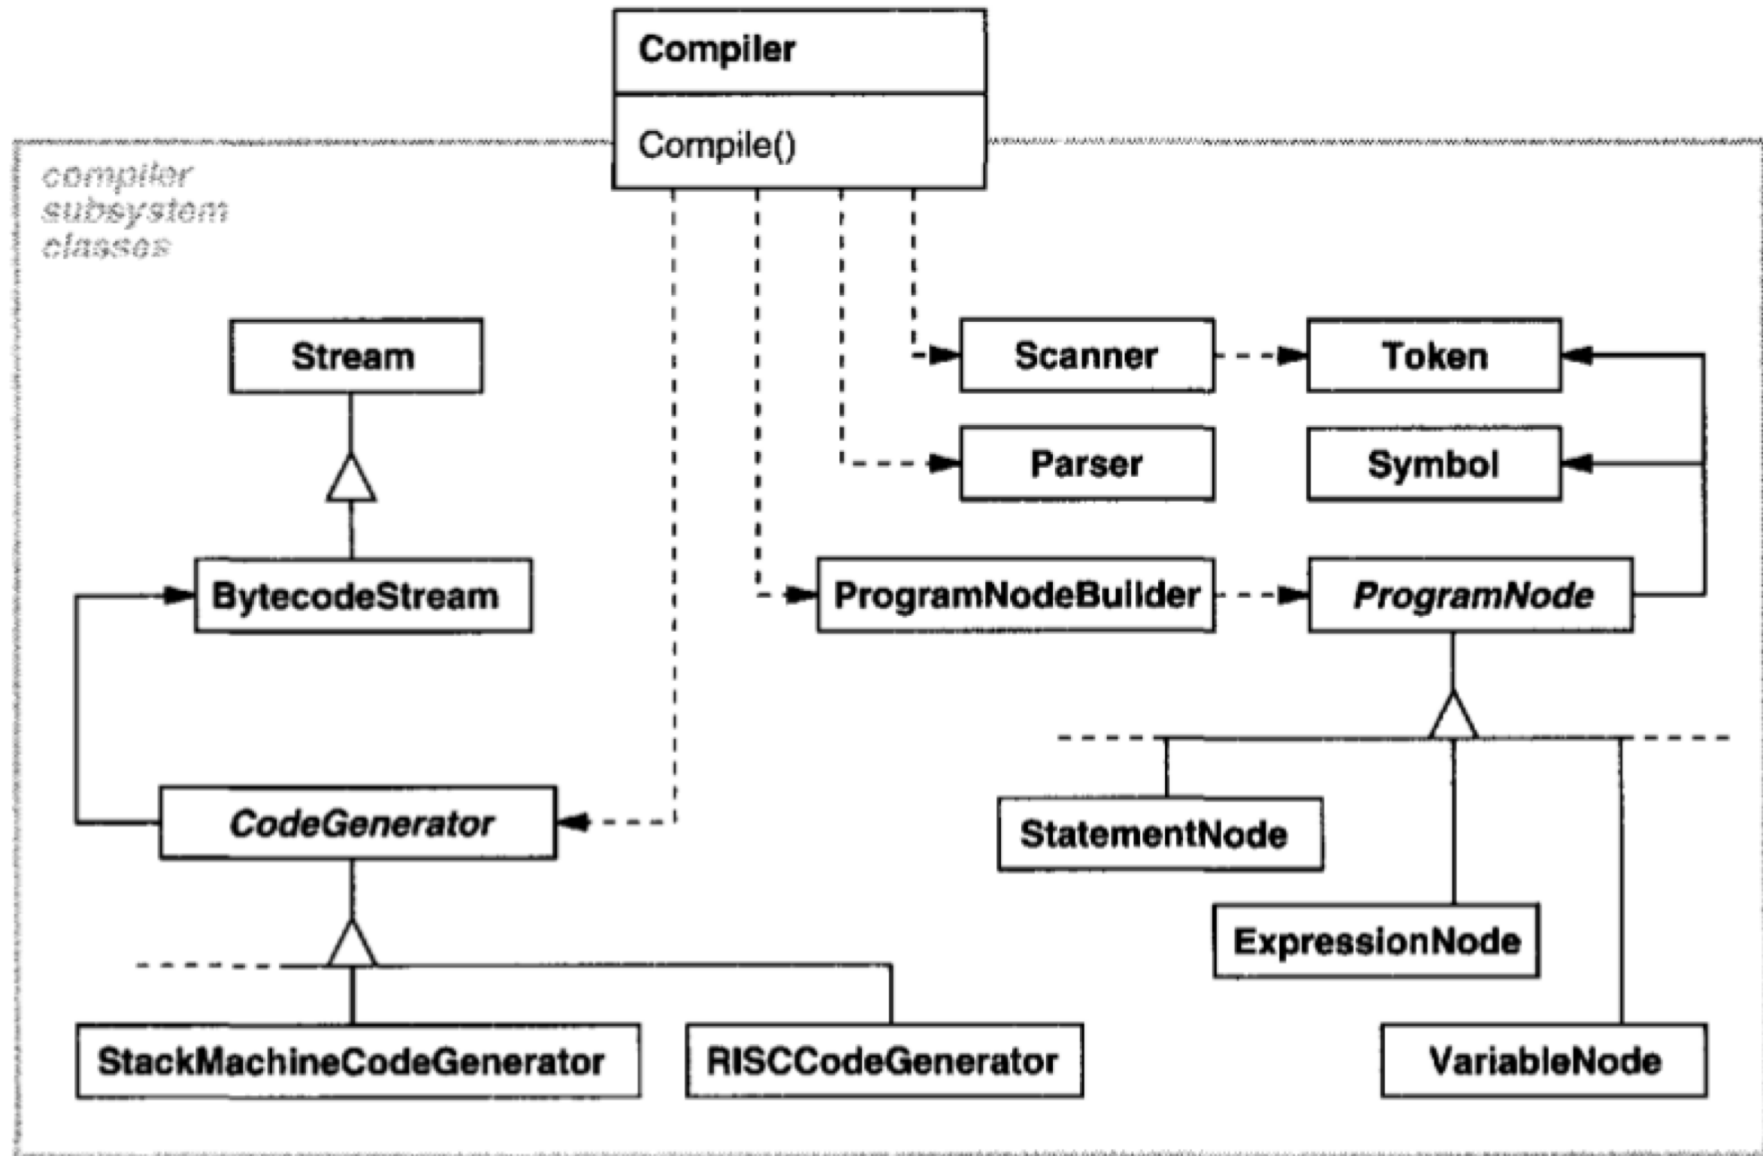 Compiler
Compile()
compiler
subsystem
classes
Stream
Scanner
Token
Parser
Symbol
BytecodeStream
ProgramNodeBuilder
ProgramNode
CodeGenerator
StatementNode
ExpressionNode
StackMachineCodeGenerator
RISCCodeGenerator
VariableNode